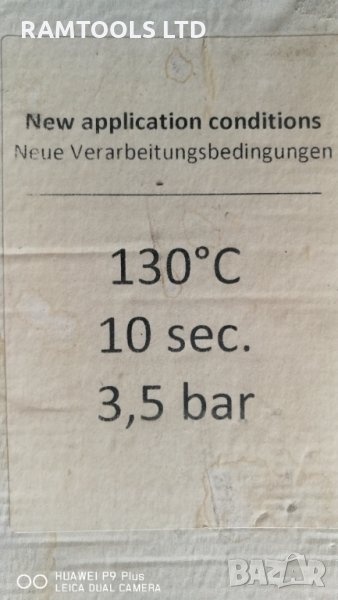 RAMTOOLS LTD
New application conditions
Neue Verarbeitungsbedingungen
130°C
10 sec.
3,5 bar
HUAWEI P9 Plus
LEICA DUAL CAMERA
BAZAR